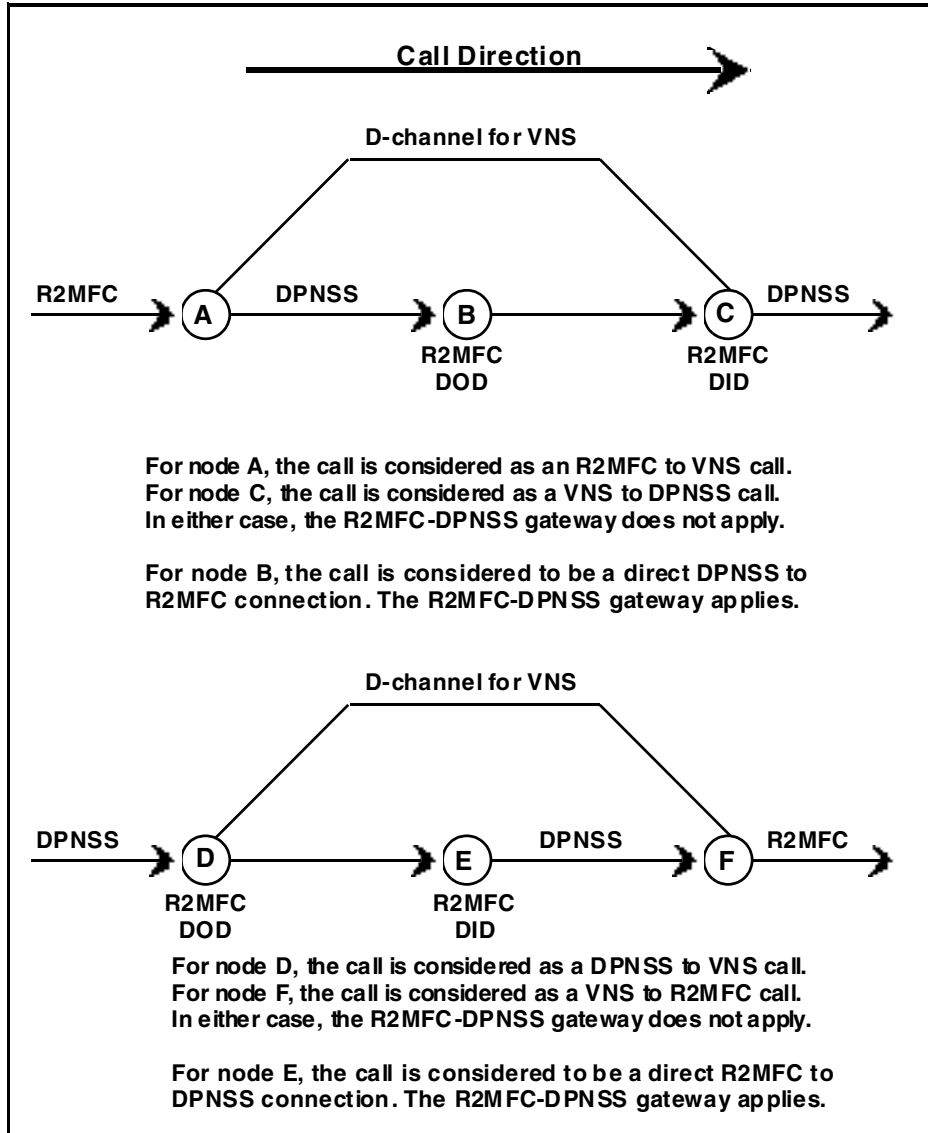 Call Direction
D-channel for VNS
R2MFC
A
DPNSS
B
C
DPNSS
R2MFC
DOD
R2MFC
DID
For node A, the call is considered as an R2MFC to VNS call.
For node C, the call is considered as a VNS to DPNSS call.
In either case, the R2MFC-DPNSS gateway does not apply.
For node B, the call is considered to be a direct DPNSS to
R2MFC connection. The R2MFC-DPNSS gateway applies.
D-channel for VNS
DPNSS
D
E
DPNSS
F
R2MFC
R2MFC
DOD
R2MFC
DID
For node D, the call is considered as a DPNSS to VNS call.
For node F, the call is considered as a VNS to R2MFC call.
In either case, the R2MFC-DPNSS gateway does not apply.
For node E, the call is considered to be a direct R2MFC to
DPNSS connection. The R2MFC-DPNSS gateway applies.